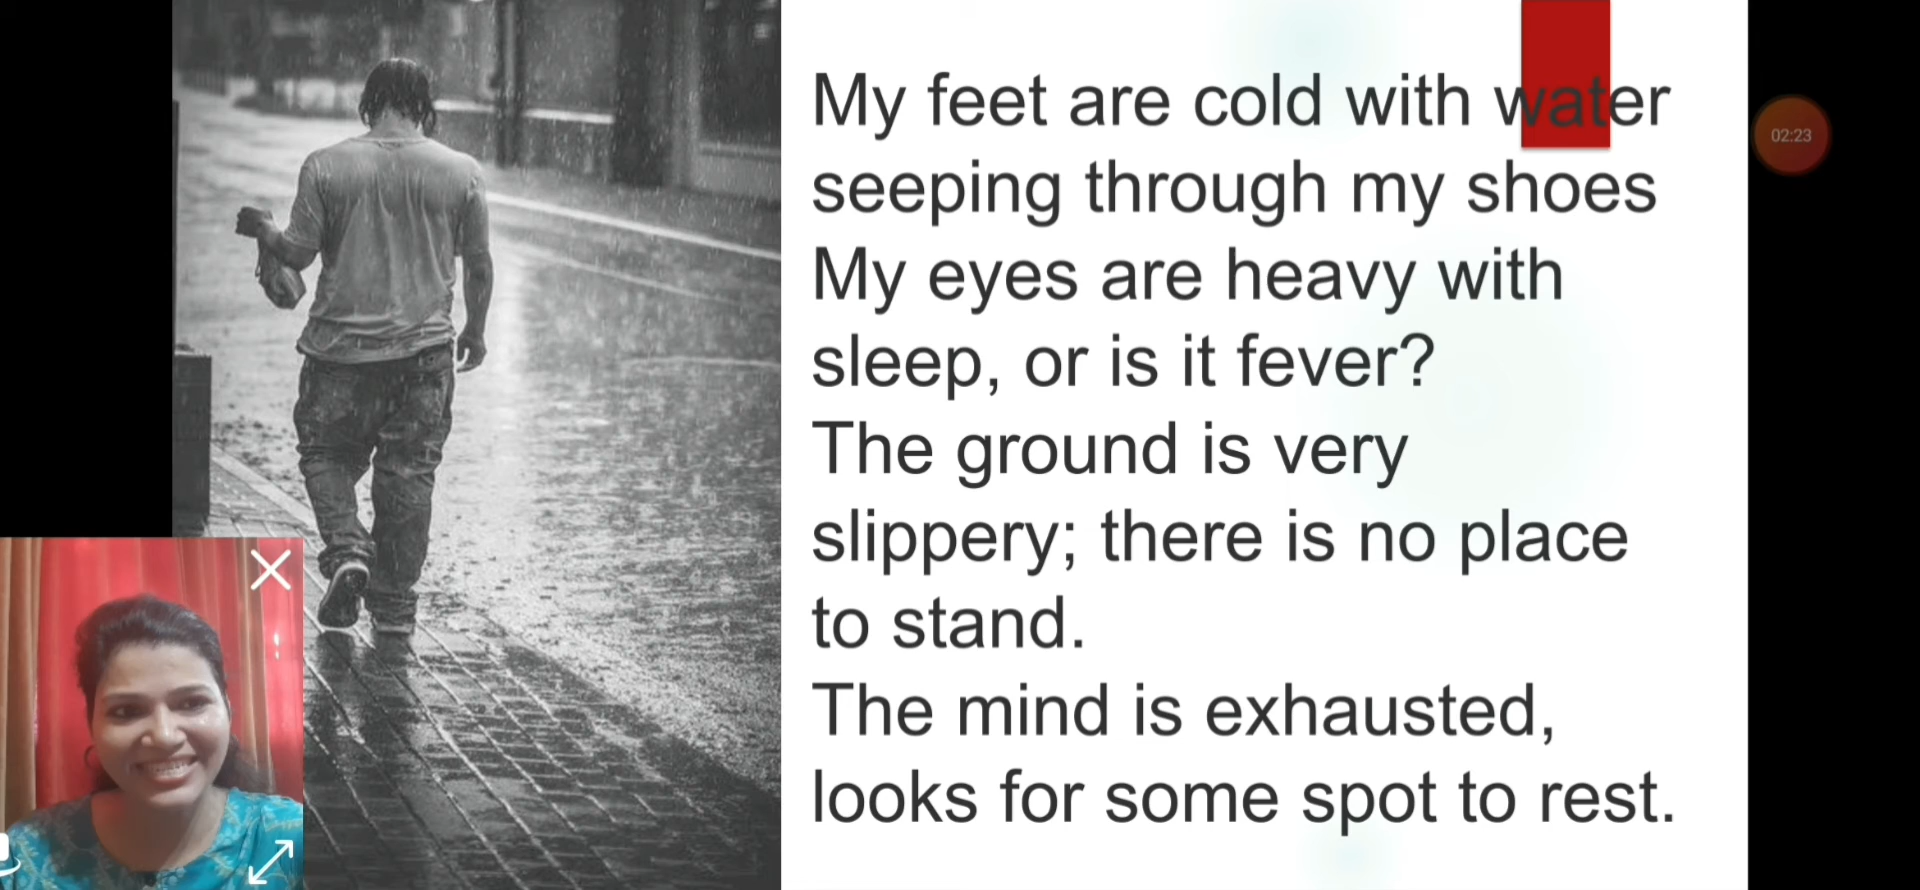 My feet are cold with water
seeping through my shoes
My eyes are heavy with
sleep, or is it fever?
The ground is very
slippery; there is no place
to stand.
The mind is exhausted,
looks for some spot to rest.
02:23